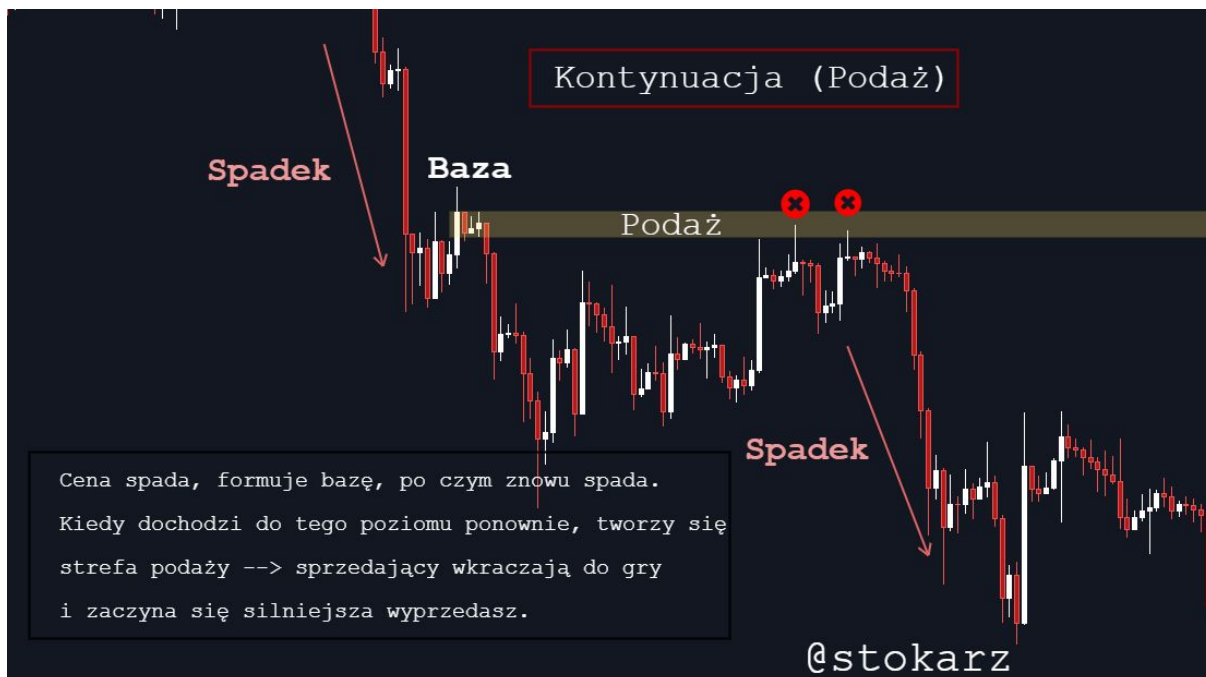 Kontynuacja (Podaż)
Spadek
Baza
Podaż
Spadek
Cena spada, formuje bazę, po czym znowu spada.
Kiedy dochodzi do tego poziomu ponownie, tworzy się
strefa podaży --> sprzedający wkraczają do gry
i zaczyna się silniejsza wyprzedasz.
@stokarz